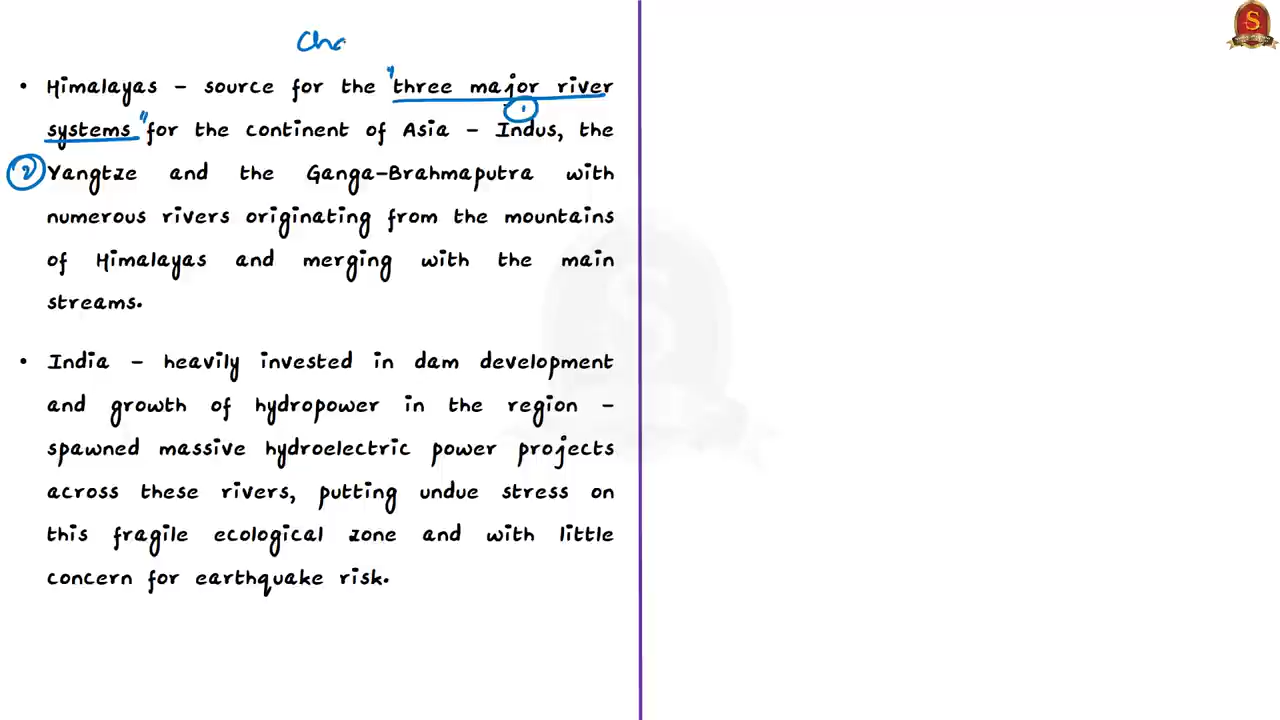 Cha
• Himalayas - source for the "three major river
systems" for the continent of Asia - Indus, the
Yangtze and the Ganga-Brahmaputra with
numerous rivers originating from the mountains
of Himalayas and merging with the main
streams.
• India - heavily invested in dam development
and growth of hydropower in the region -
spawned massive hydroelectric power projects
across these rivers, putting undue stress on
this fragile ecological zone and with little
concern for earthquake risk.
S